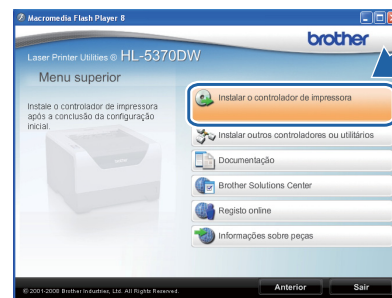 Macromedia Flash Player 8
brother
Laser Printer Utilities ® HL-5370DW
Menu superior
Instale o controlador de impressora
após a conclusão da configuração
inicial.
Instalar o controlador de impressora
Instalar outros controladores ou utilitários
Documentação
Brother Solutions Center
Registo online
Informações sobre peças
© 2001-2008 Brother Industries, Ltd. All Rights Reserved.
Anterior
Sair